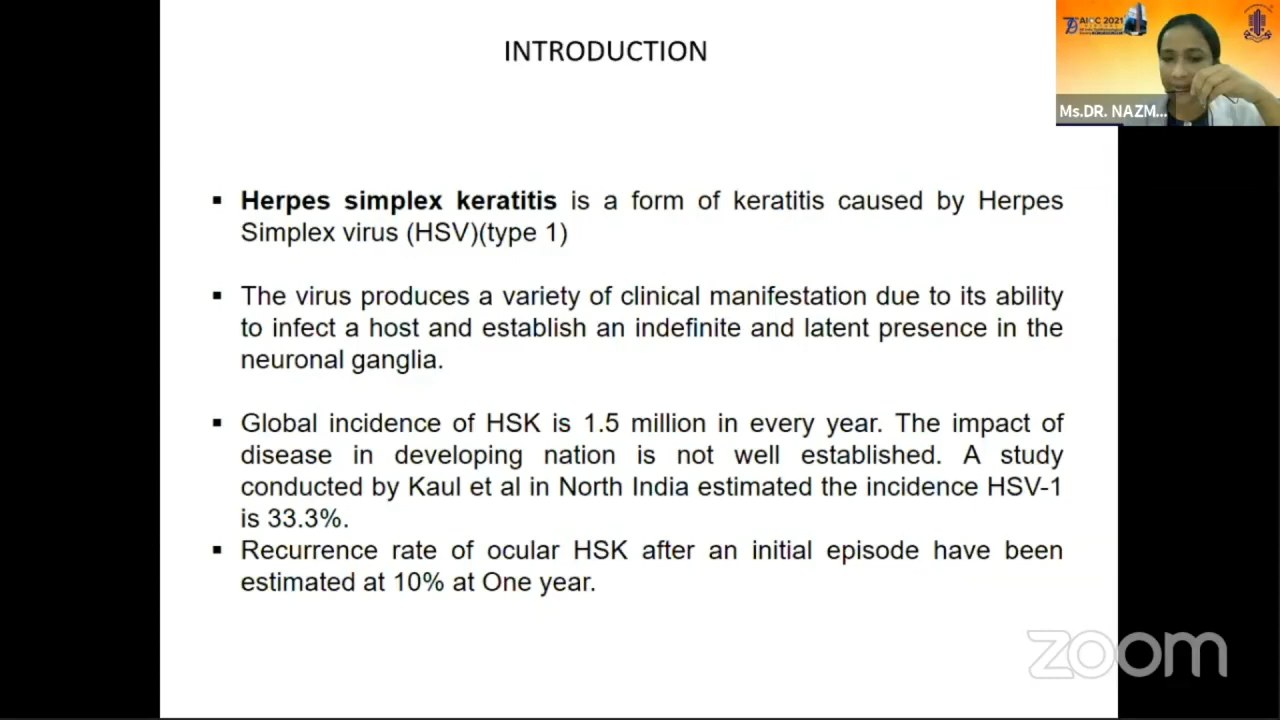 INTRODUCTION
AIOC 2021
Ms.DR. NAZM...
▪ Herpes simplex keratitis is a form of keratitis caused by Herpes
Simplex virus (HSV)(type 1)
▪ The virus produces a variety of clinical manifestation due to its ability
to infect a host and establish an indefinite and latent presence in the
neuronal ganglia.
▪ Global incidence of HSK is 1.5 million in every year. The impact of
disease in developing nation is not well established. A study
conducted by Kaul et al in North India estimated the incidence HSV-1
is 33.3%.
▪ Recurrence rate of ocular HSK after an initial episode have been
estimated at 10% at One year.
zoom